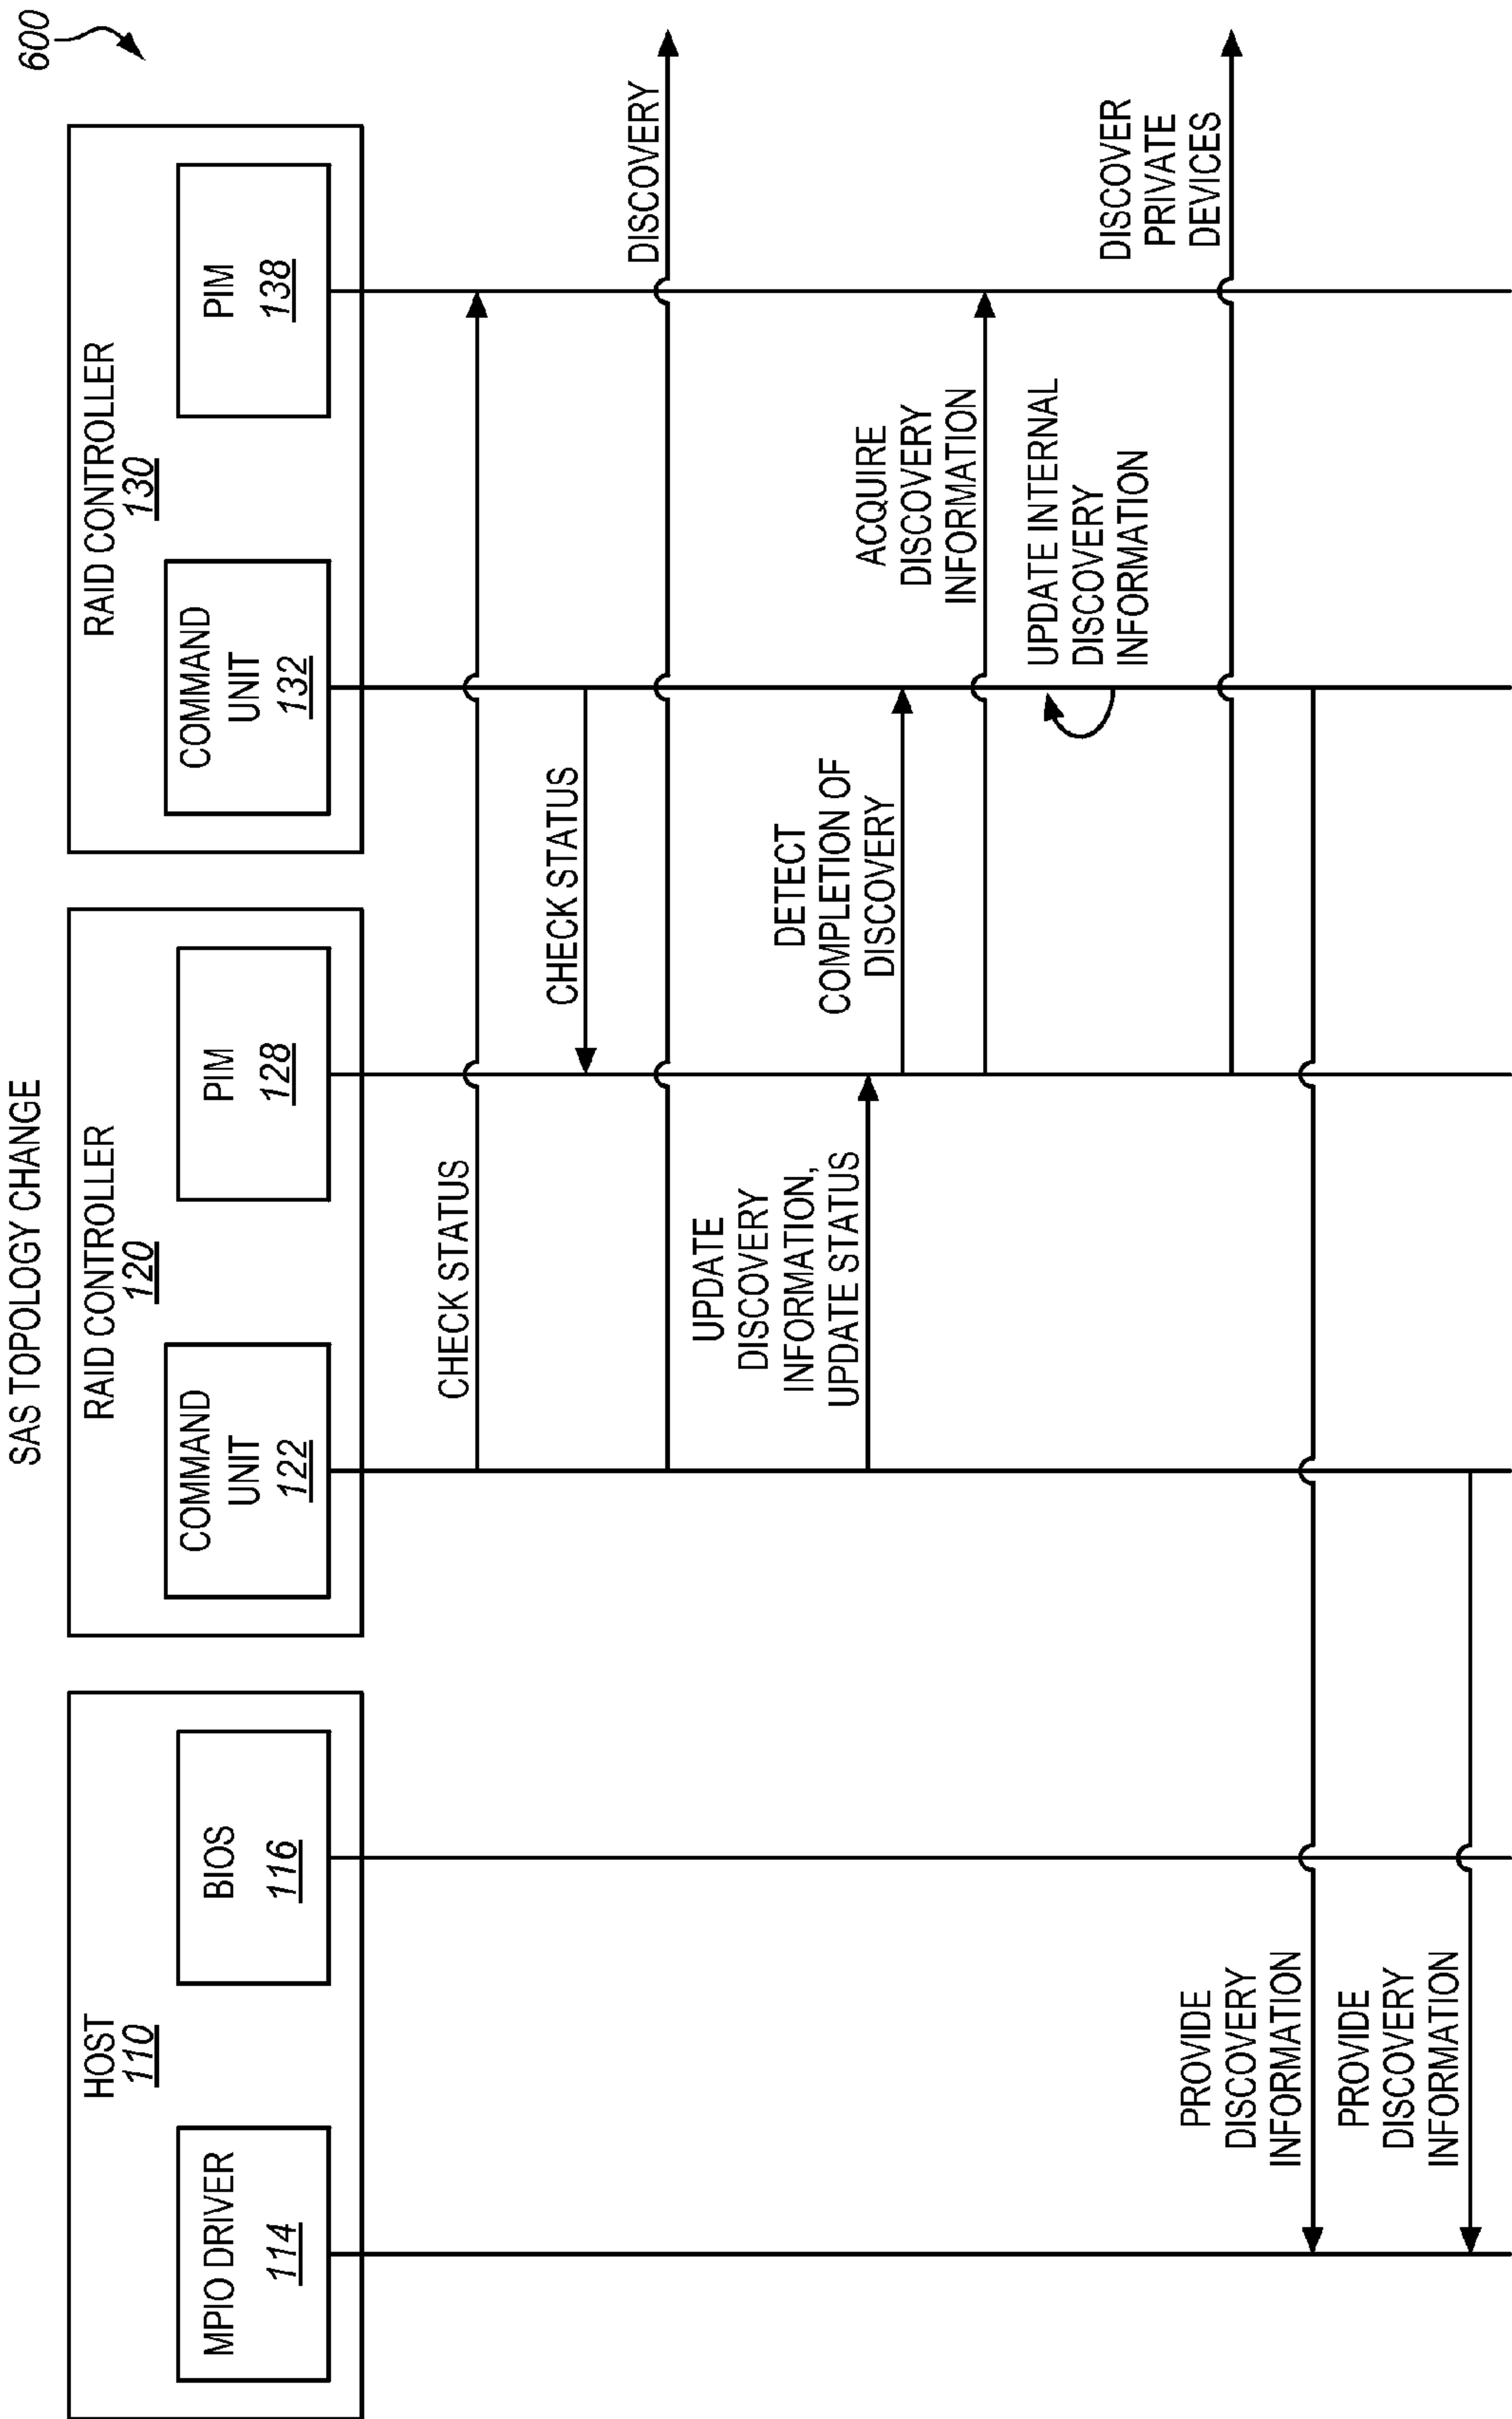 600
SAS TOPOLOGY CHANGE
HOST
110
MPIO DRIVER
114
BIOS
116
RAID CONTROLLER
120
COMMAND
UNIT
122
PIM
128
RAID CONTROLLER
130
COMMAND
UNIT
132
PIM
138
CHECK STATUS
CHECK STATUS
DISCOVERY
UPDATE
DISCOVERY
INFORMATION,
UPDATE STATUS
DETECT
COMPLETION OF
DISCOVERY
ACQUIRE
DISCOVERY
INFORMATION
UPDATE INTERNAL
DISCOVERY
INFORMATION
DISCOVER
PRIVATE
DEVICES
PROVIDE
DISCOVERY
INFORMATION
PROVIDE
DISCOVERY
INFORMATION